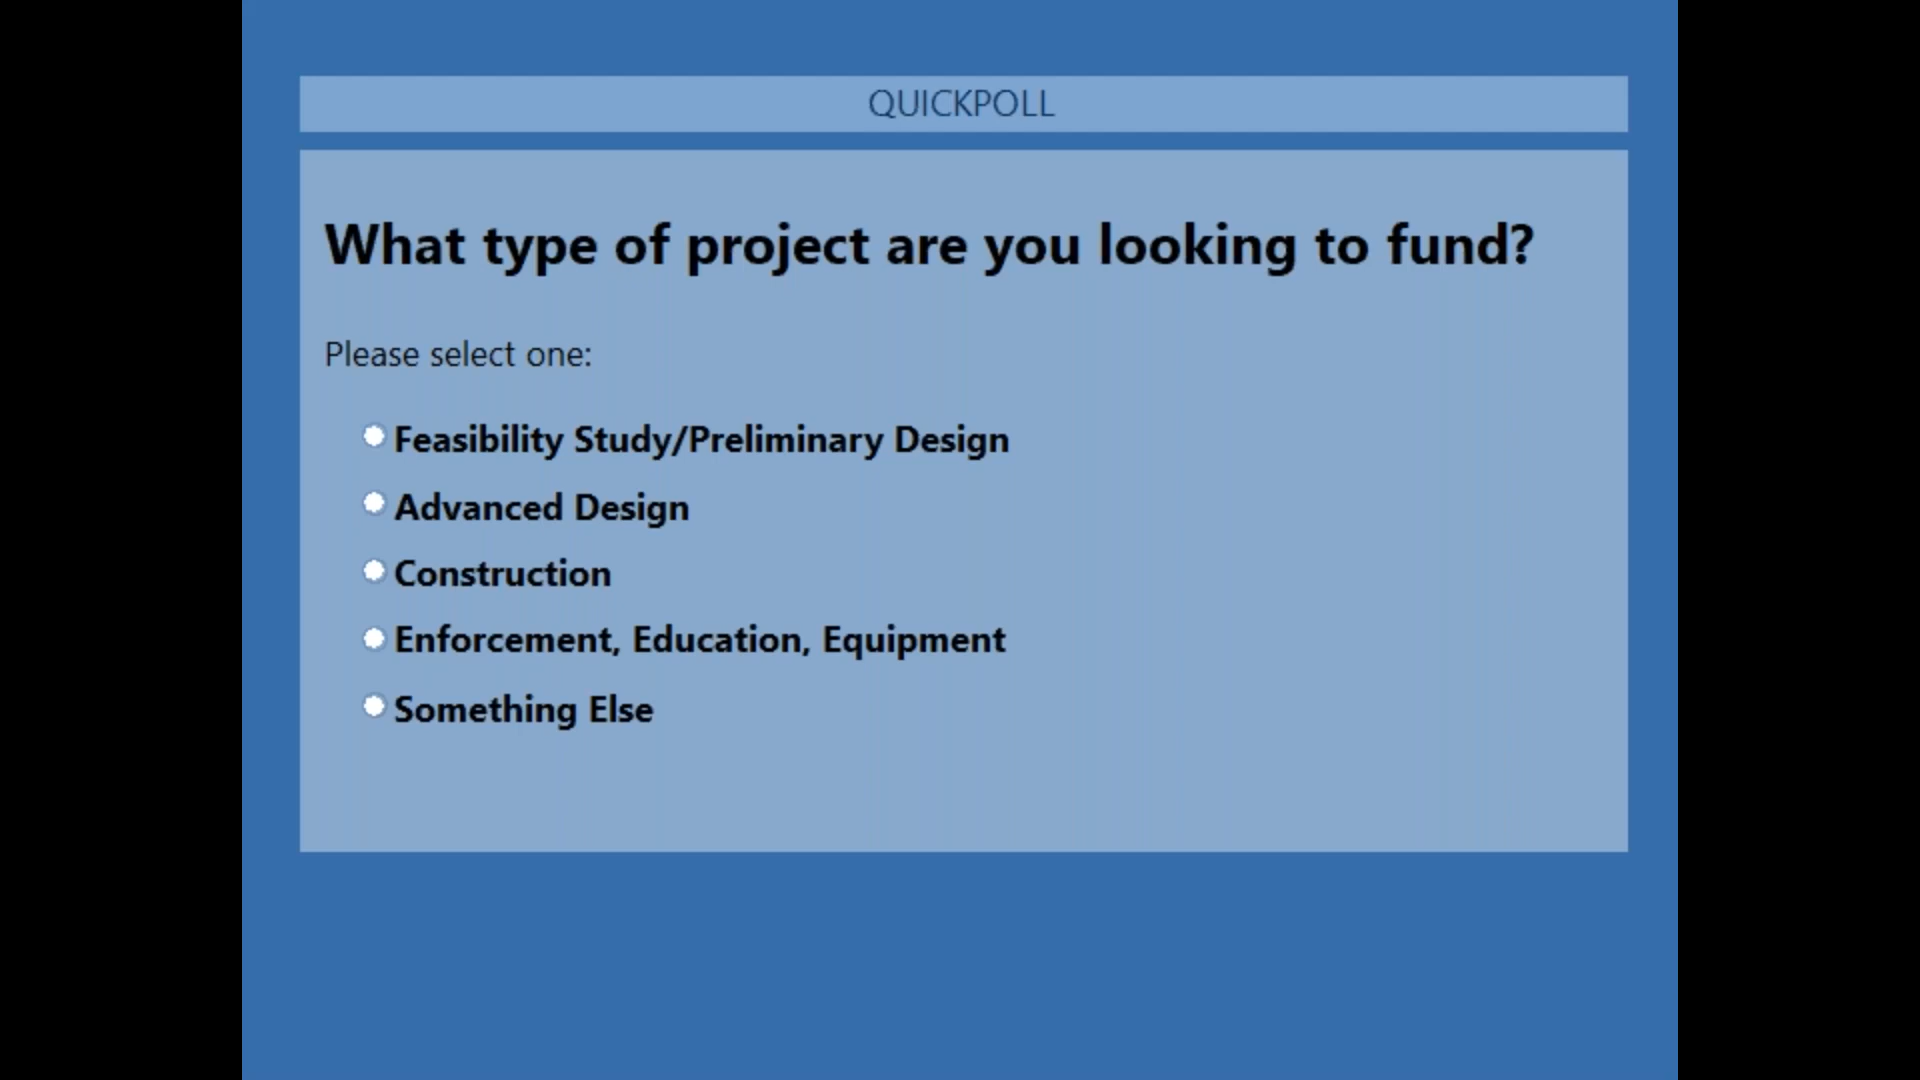 QUICKPOLL
What type of project are you looking to fund?
Please select one:
Feasibility Study/Preliminary Design
Advanced Design
Construction
Enforcement, Education, Equipment
Something Else